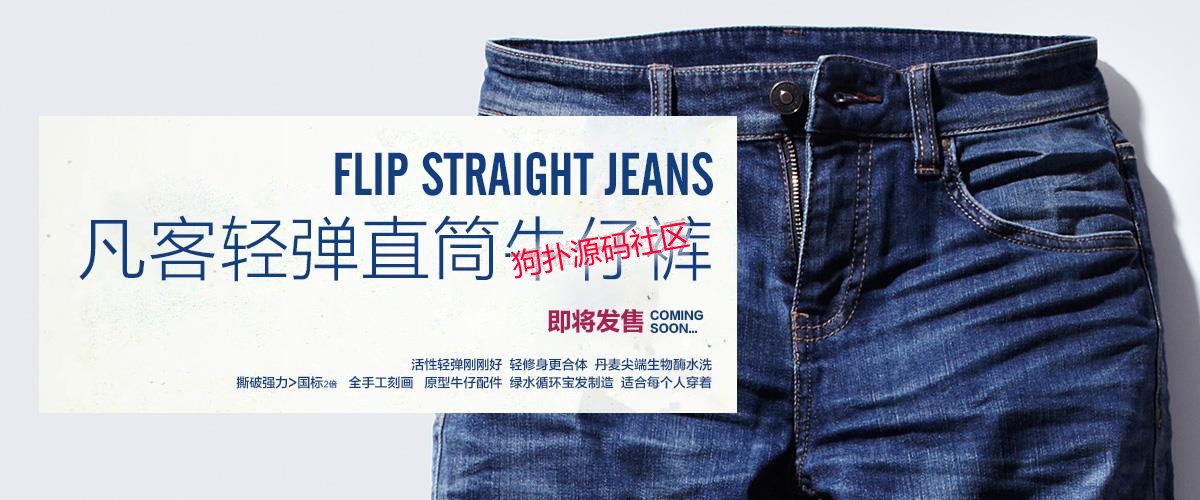 FLIP STRAIGHT JEANS
凡客轻弹直筒牛仔裤
狗扑源码社区
即将发售 COMING SOON...
活性轻弹刚刚好 轻修身更合体 丹麦尖端生物酶水洗
撕破强力>国标2倍 全手工刻画 原型牛仔配件 绿水循环宝发制造 适合每个人穿着